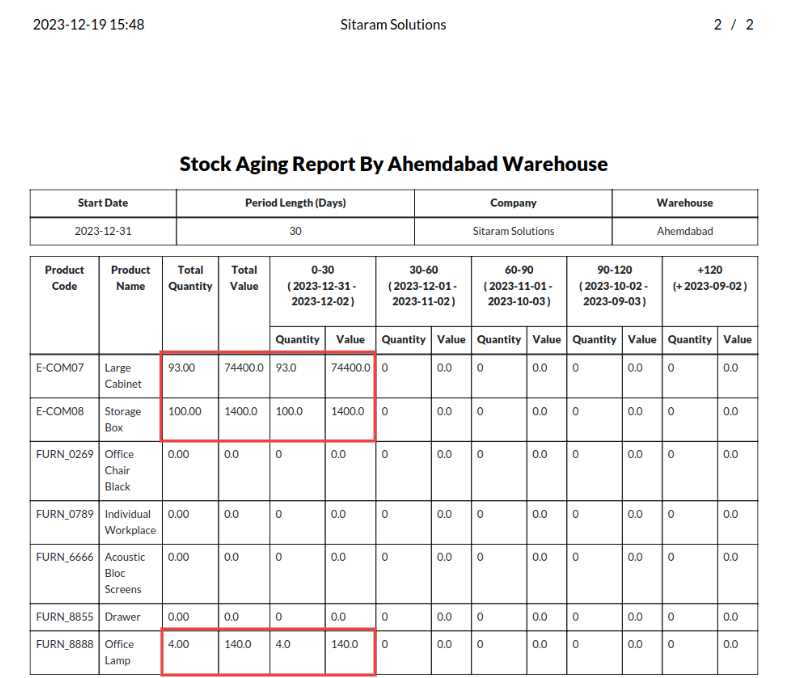 2023-12-19 15:48 Sitaram Solutions 2 / 2
Stock Aging Report By Ahemdabad Warehouse
Start Date Period Length (Days) Company Warehouse
2023-12-31 30 Sitaram Solutions Ahemdabad
Product Product Total Total 0-30 30-60 60-90 90-120 +120
Code Name Quantity Value ( 2023-12-31 - ( 2023-12-01 - ( 2023-11-01 - ( 2023-10-02 - (+ 2023-09-02 )
2023-12-02 ) 2023-11-02 ) 2023-10-03 ) 2023-09-03 )
Quantity Value Quantity Value Quantity Value Quantity Value Quantity Value
E-COM07 Large 93.00 74400.0 93.0 74400.0 0 0.0 0 0.0 0 0.0 0 0.0
Cabinet
E-COM08 Storage 100.00 1400.0 100.0 1400.0 0 0.0 0 0.0 0 0.0 0 0.0
Box
FURN_0269 Office 0.00 0.0 0 0.0 0 0.0 0 0.0 0 0.0 0 0.0
Chair
Black
FURN_0789 Individual 0.00 0.0 0 0.0 0 0.0 0 0.0 0 0.0 0 0.0
Workplace
FURN_6666 Acoustic 0.00 0.0 0 0.0 0 0.0 0 0.0 0 0.0 0 0.0
Bloc
Screens
FURN_8855 Drawer 0.00 0.0 0 0.0 0 0.0 0 0.0 0 0.0 0 0.0
FURN_8888 Office 4.00 140.0 4.0 140.0 0 0.0 0 0.0 0 0.0 0 0.0
Lamp